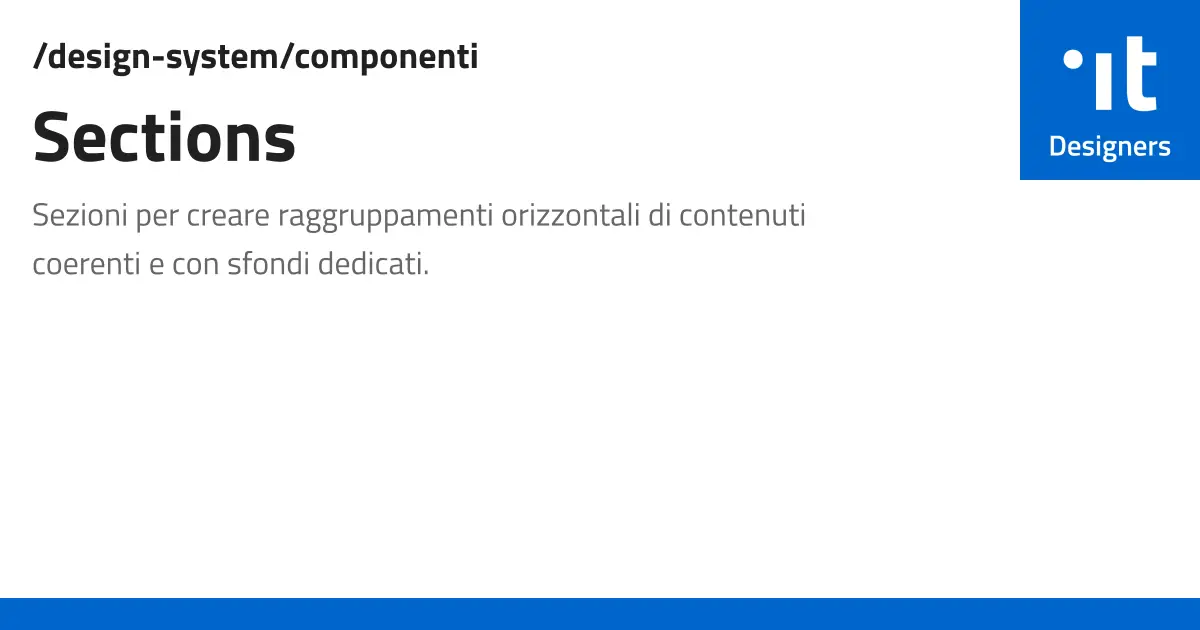 /design-system/componenti
Sections
Sezioni per creare raggruppamenti orizzontali di contenuti
coerenti e con sfondi dedicati.
it
Designers